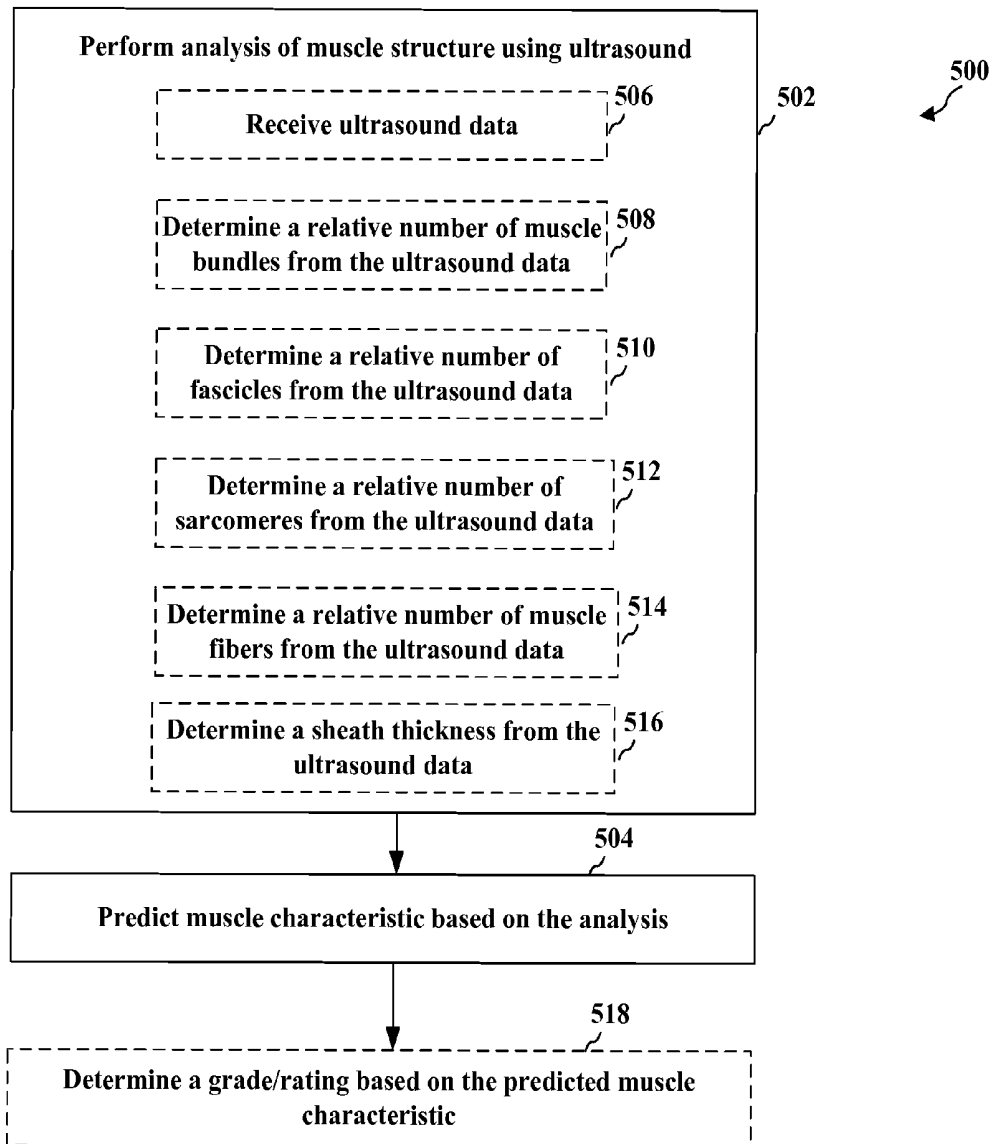 Perform analysis of muscle structure using ultrasound
500
502
506
Receive ultrasound data
508
Determine a relative number of muscle
bundles from the ultrasound data
510
Determine a relative number of
fascicles from the ultrasound data
512
Determine a relative number of
sarcomeres from the ultrasound data
514
Determine a relative number of muscle
fibers from the ultrasound data
516
Determine a sheath thickness from the
ultrasound data
504
Predict muscle characteristic based on the analysis
518
Determine a grade/rating based on the predicted muscle
characteristic